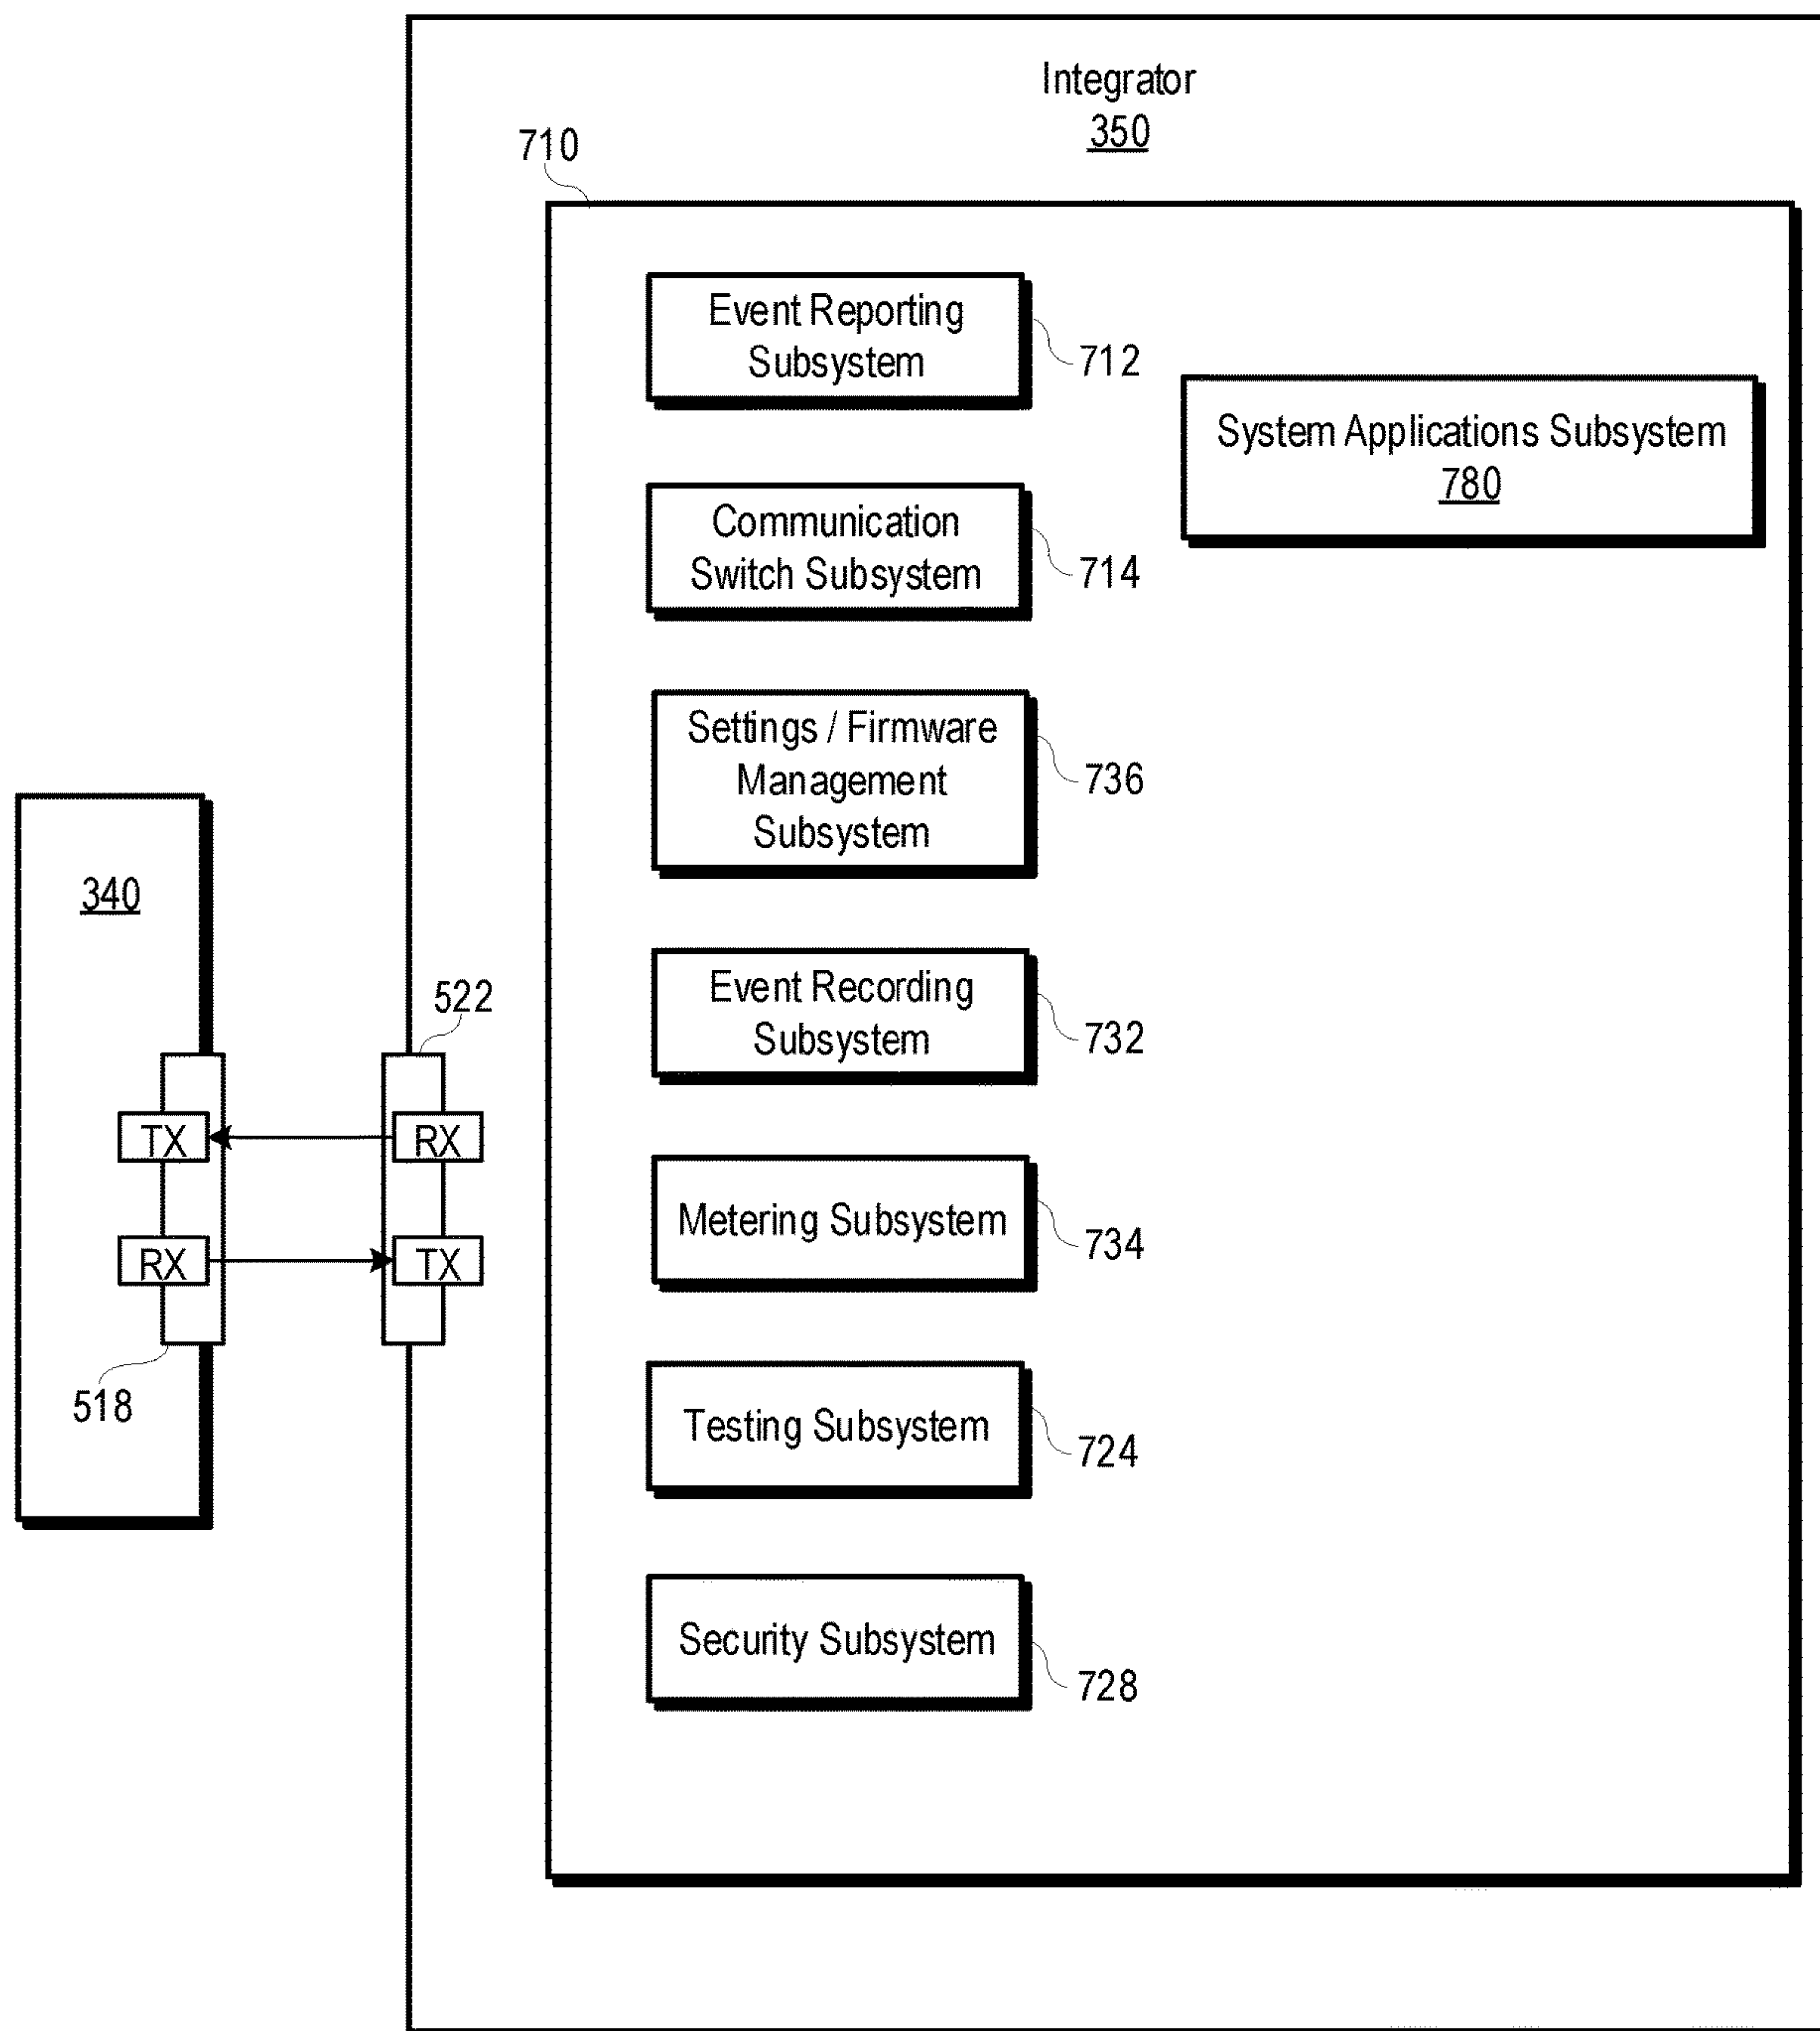 Integrator
350
710
Event Reporting
Subsystem
712
System Applications Subsystem
780
Communication
Switch Subsystem
714
Settings / Firmware
Management
Subsystem
736
340
Event Recording
Subsystem
732
522
TX
RX
RX
TX
518
Metering Subsystem
734
Testing Subsystem
724
Security Subsystem
728